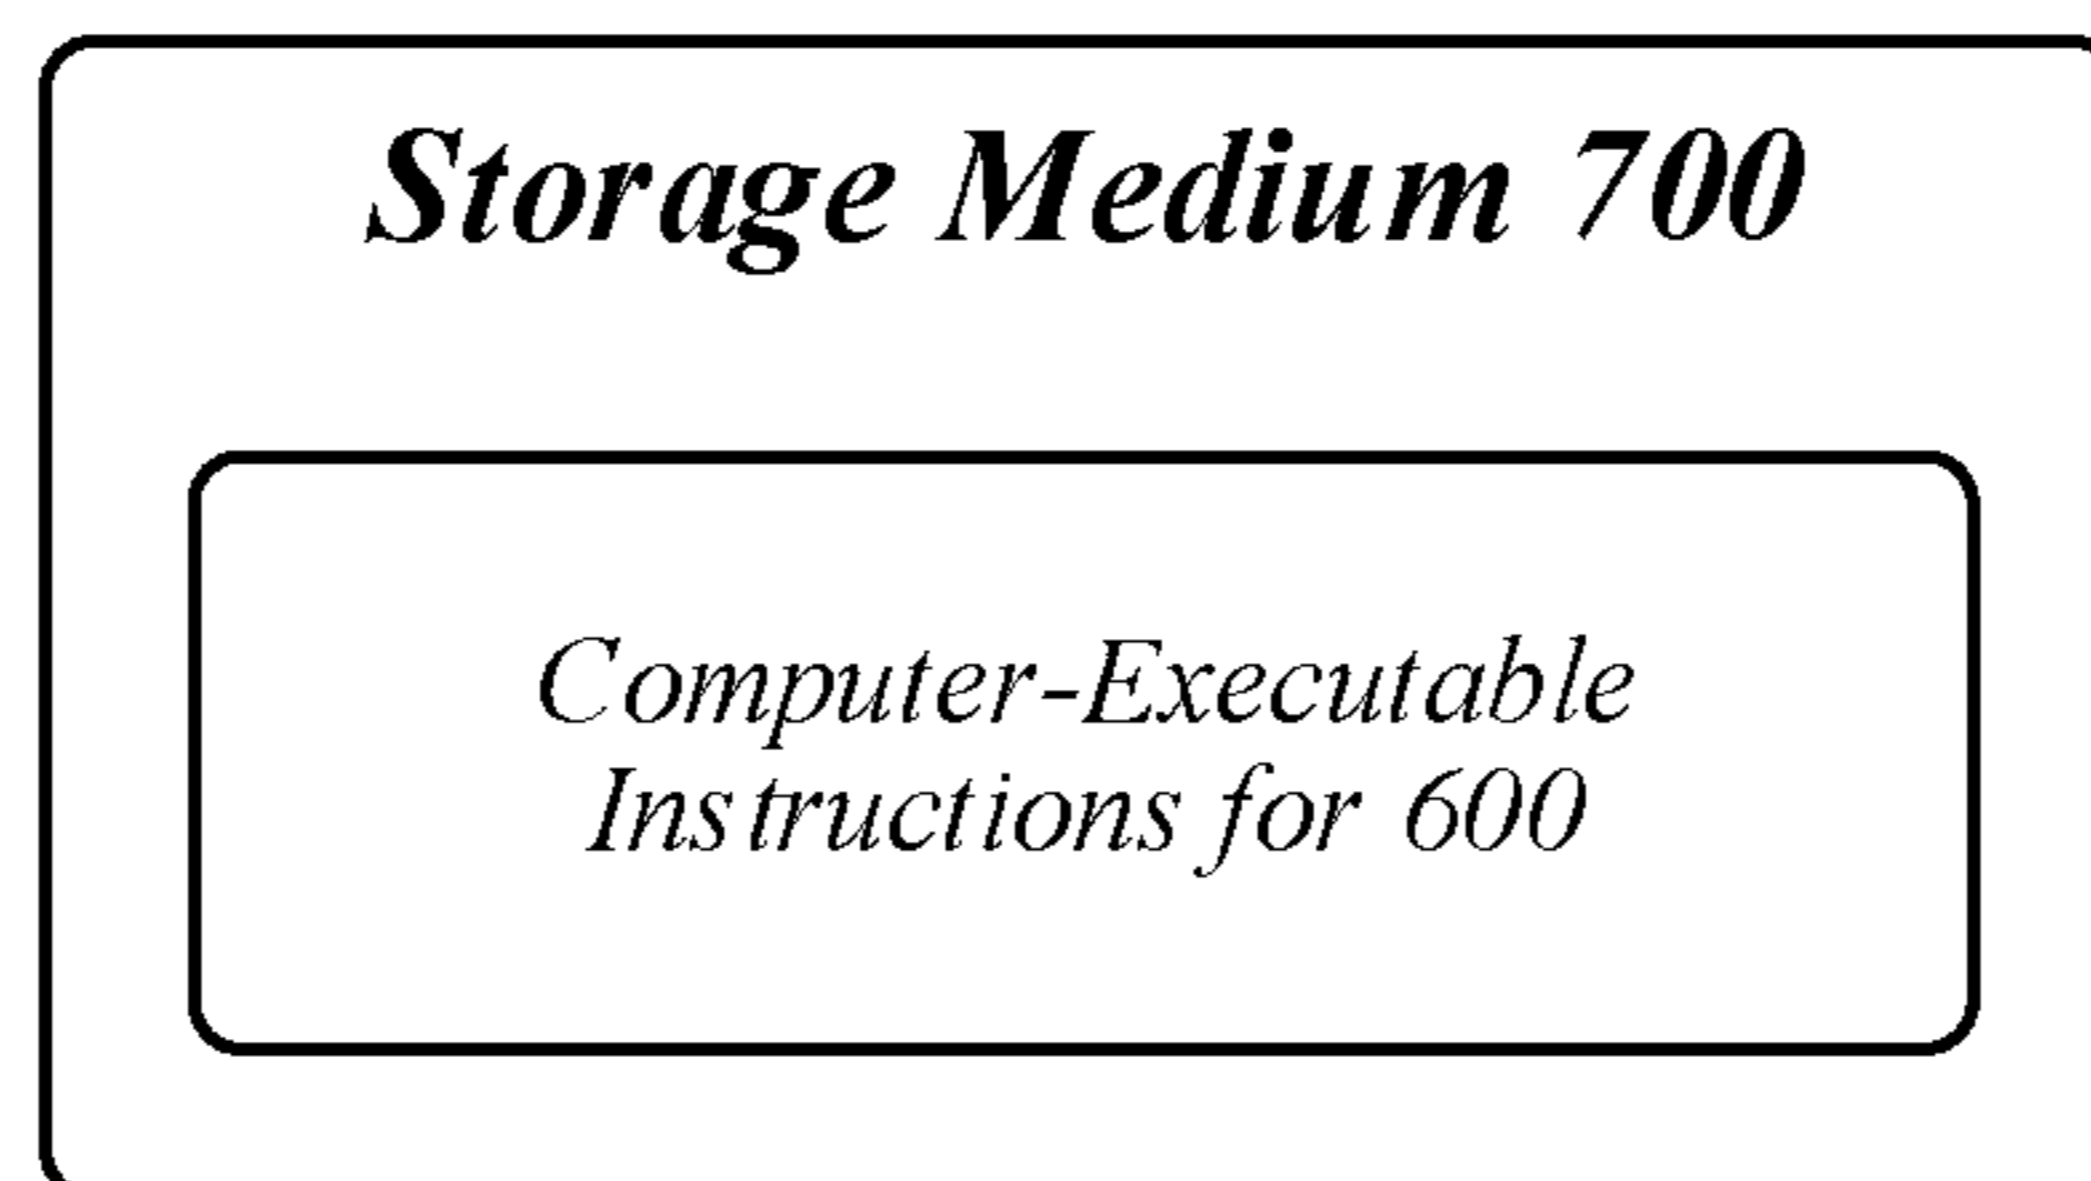 Storage Medium 700
Computer-Executable
Instructions for 600